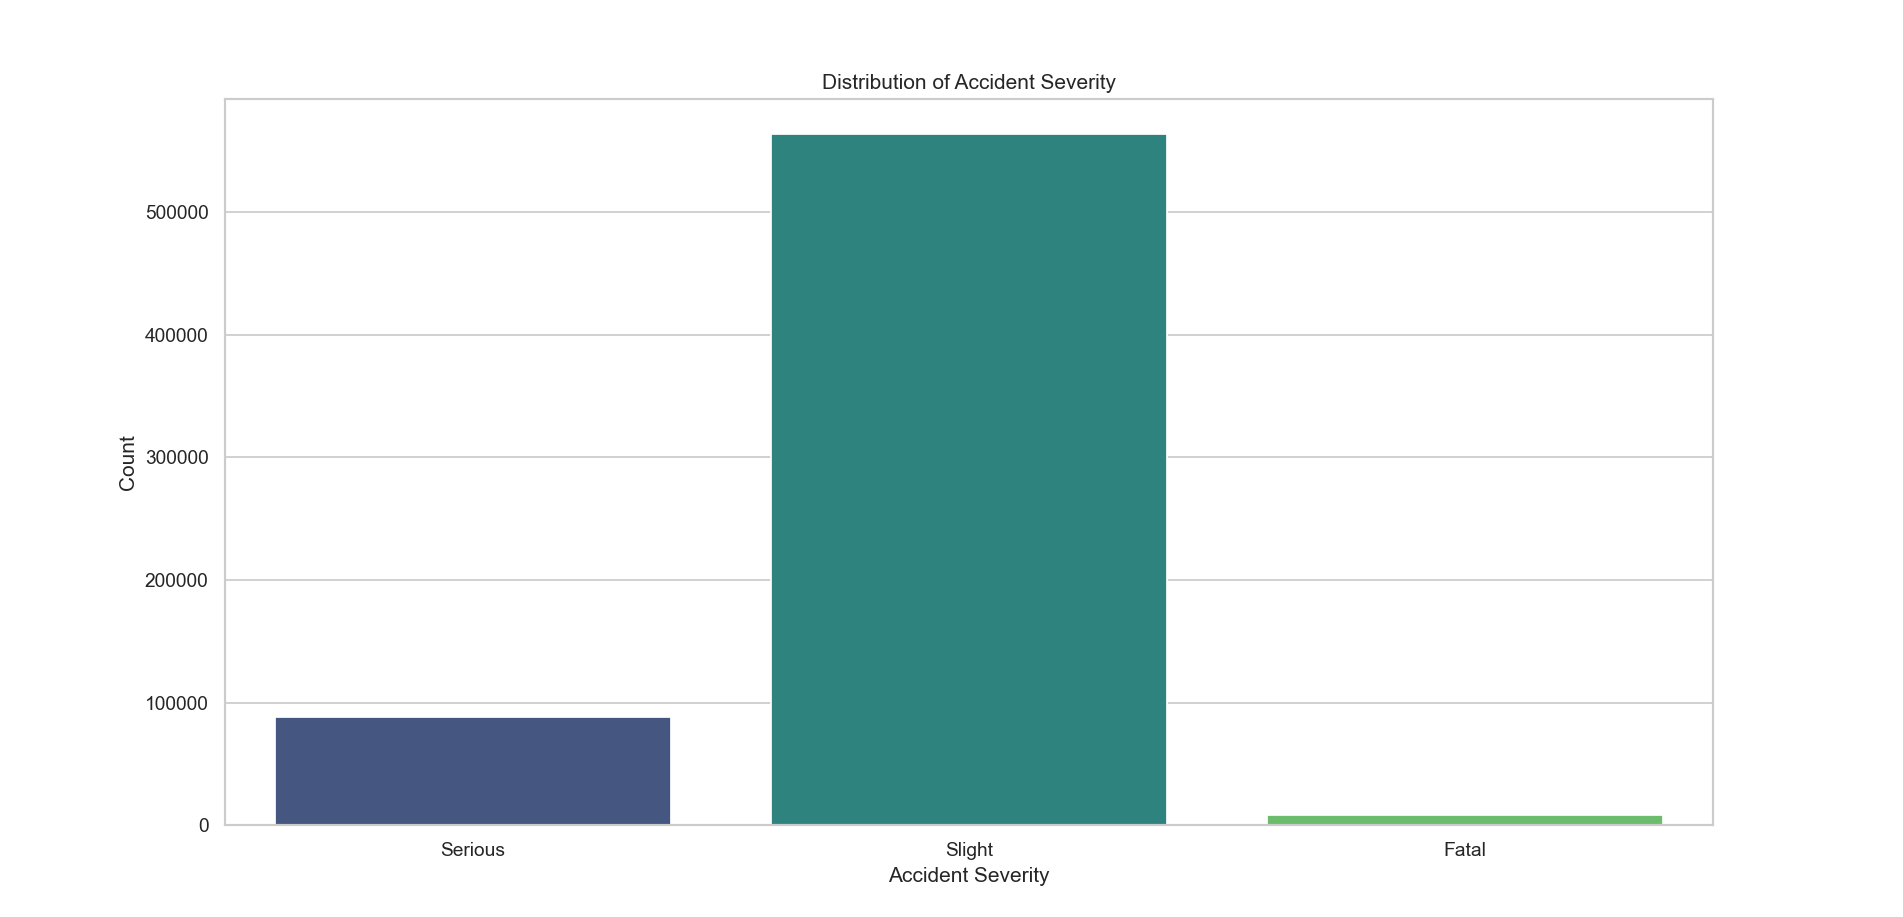 Distribution of Accident Severity
500000
400000
300000
200000
100000
0
Count
Serious
Slight
Fatal
Accident Severity